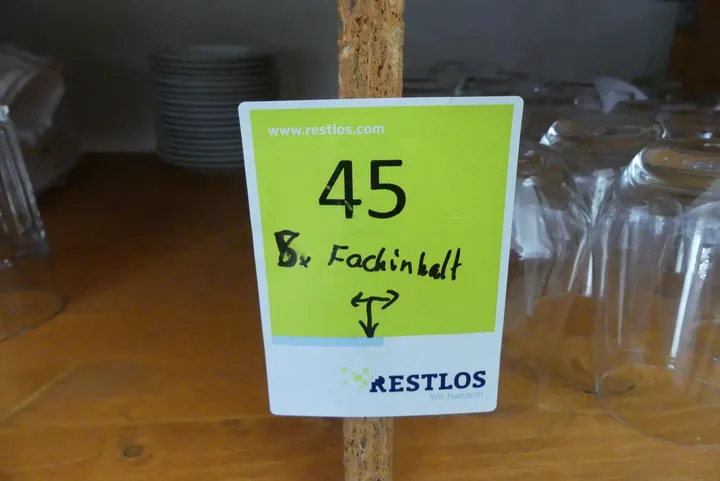 www.restlos.com
45
8x Fachinhalt
RESTLOS
Wir handeln